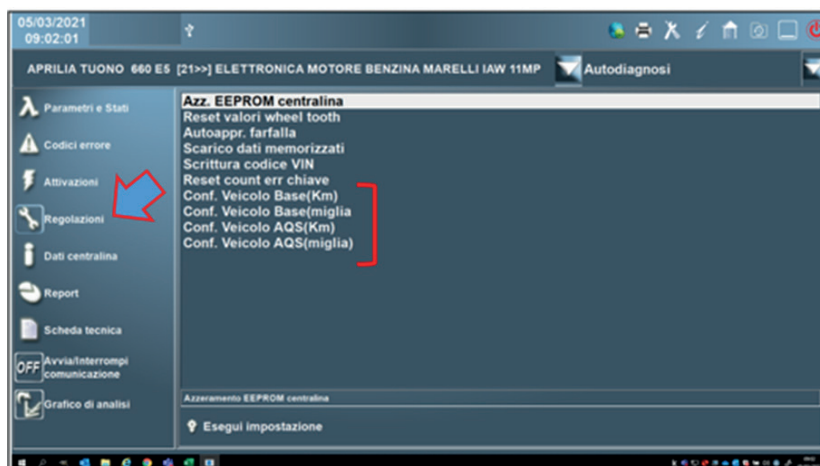 05/03/2021
09:02:01
APRILIA TUONO 660 E5 [21>>] ELETTRONICA MOTORE BENZINA MARELLI IAW 11MP
Autodiagnosi
Parametri e Stati
Codici errore
Attivazioni
Regolazioni
Dati centralina
Report
Scheda tecnica
OFF Avvia/Interrompi
comunicazione
Grafico di analisi
Azz. EEPROM centralina
Reset valori wheel tooth
Autoappr. farfalla
Scarico dati memorizzati
Scrittura codice VIN
Reset count err chiave
Conf. Veicolo Base(Km)
Conf. Veicolo Base(miglia
Conf. Veicolo AQS(Km)
Conf. Veicolo AQS(miglia)
Azzeramento EEPROM centralina
Esegui impostazione